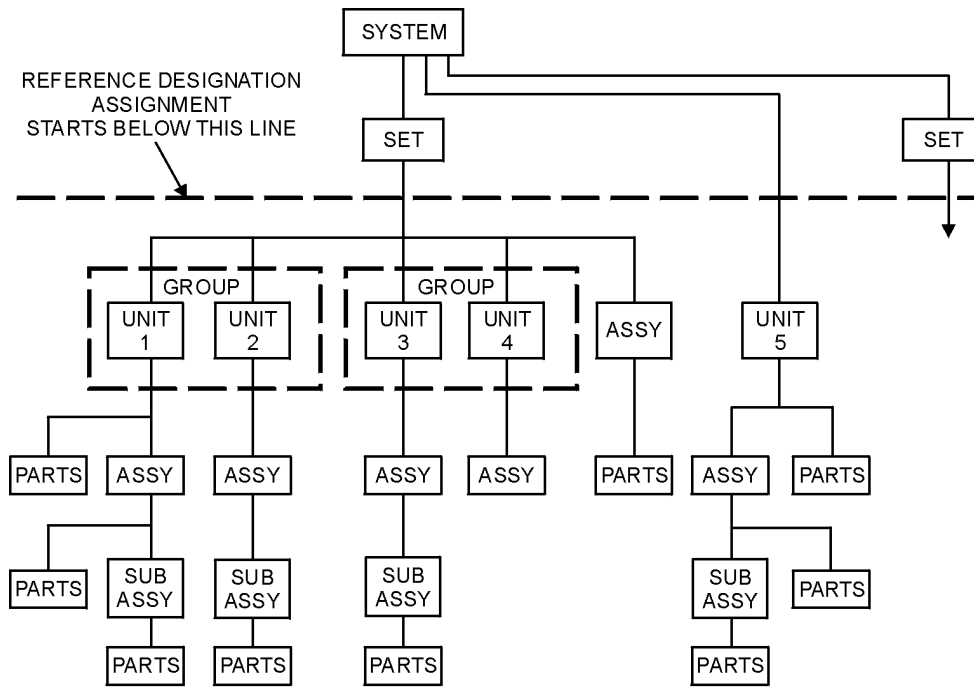 SYSTEM
REFERENCE DESIGNATION
ASSIGNMENT
STARTS BELOW THIS LINE
SET
SET
GROUP
GROUP
UNIT
1
UNIT
2
UNIT
3
UNIT
4
ASSY
UNIT
5
PARTS
ASSY
ASSY
ASSY
ASSY
PARTS
ASSY
PARTS
PARTS
SUB
ASSY
SUB
ASSY
SUB
ASSY
SUB
ASSY
PARTS
PARTS
PARTS
PARTS
PARTS